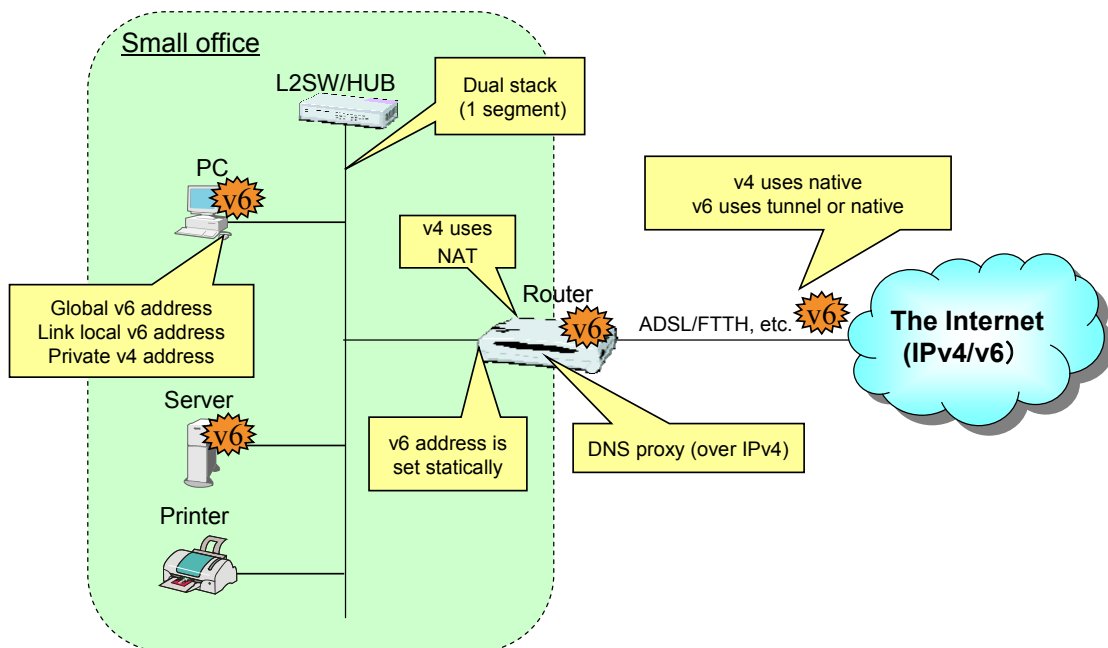 Small office
L2SW/HUB
Dual stack
(1 segment)
PC
v6
v4 uses native
v6 uses tunnel or native
v4 uses
NAT
Global v6 address
Link local v6 address
Private v4 address
Router
v6
ADSL/FTTH, etc.
v6
The Internet
(IPv4/v6）
Server
v6
v6 address is
set statically
DNS proxy (over IPv4)
Printer